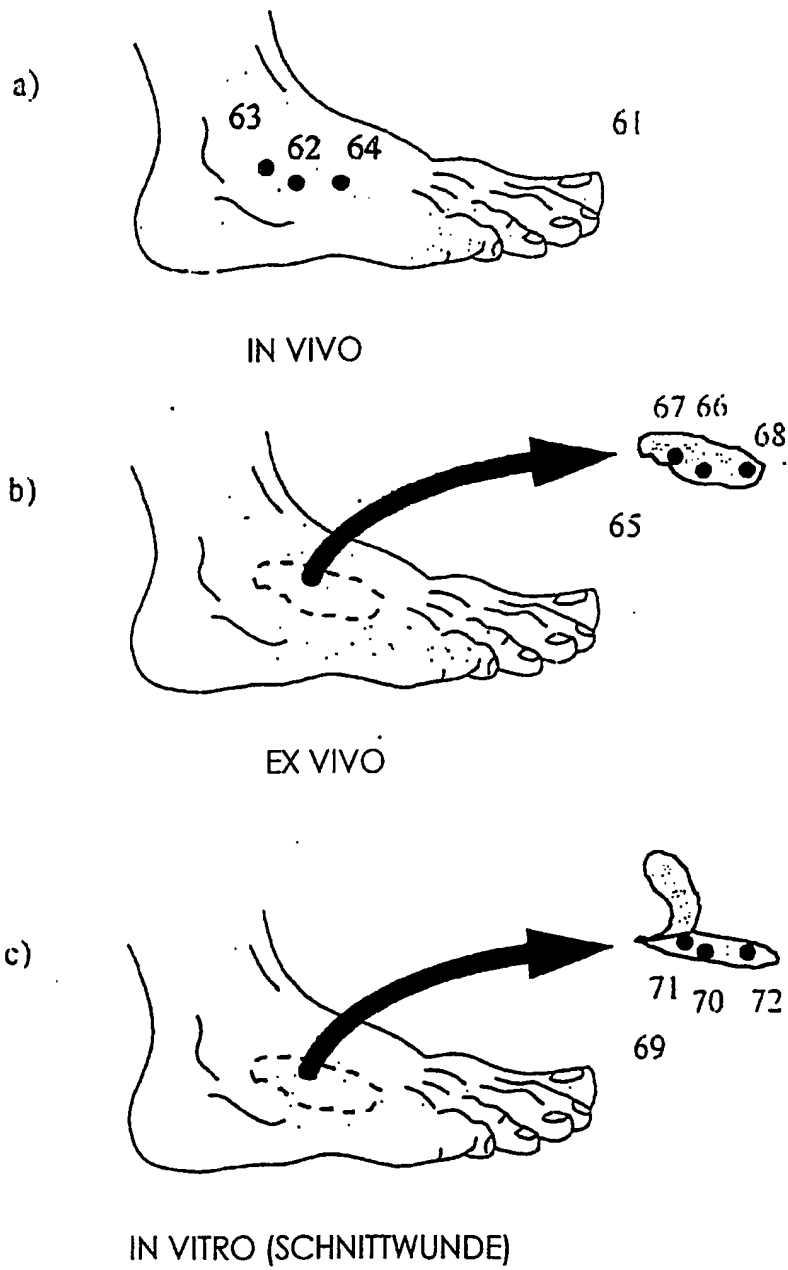 a)
61
63
62 64
IN VIVO
67 66
68
b)
65
EX VIVO
c)
71 70 72
69
IN VITRO (SCHNITTWUNDE)